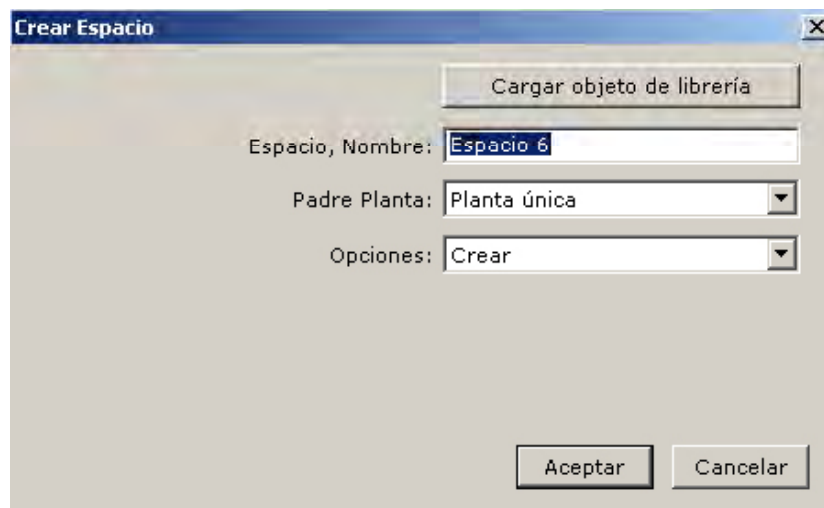 Crear Espacio
Cargar objeto de librería
Espacio, Nombre: Espacio 6
Padre Planta: Planta única
Opciones: Crear
Aceptar Cancelar